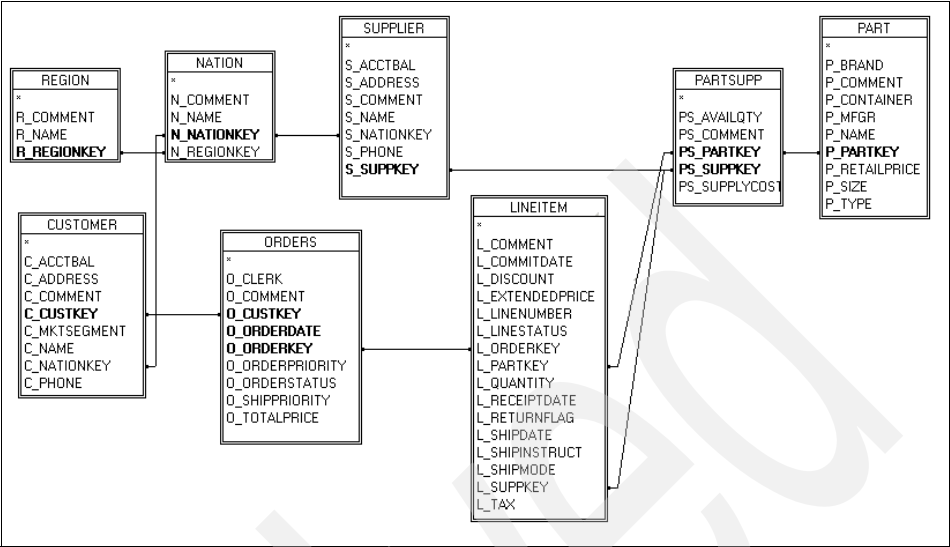 REGION
*
R_COMMENT
R_NAME
R_REGIONKEY
NATION
*
N_COMMENT
N_NAME
N_NATIONKEY
N_REGIONKEY
SUPPLIER
*
S_ACCTBAL
S_ADDRESS
S_COMMENT
S_NAME
S_NATIONKEY
S_PHONE
S_SUPPKEY
PARTSUPP
*
PS_AVAILQTY
PS_COMMENT
PS_PARTKEY
PS_SUPPKEY
PS_SUPPLYCOST
PART
*
P_BRAND
P_COMMENT
P_CONTAINER
P_MFGR
P_NAME
P_PARTKEY
P_RETAILPRICE
P_SIZE
P_TYPE
CUSTOMER
*
C_ACCTBAL
C_ADDRESS
C_COMMENT
C_CUSTKEY
C_MKTSEGMENT
C_NAME
C_NATIONKEY
C_PHONE
ORDERS
*
O_CLERK
O_COMMENT
O_CUSTKEY
O_ORDERDATE
O_ORDERKEY
O_ORDERPRIORITY
O_ORDERSTATUS
O_SHIPPRIORITY
O_TOTALPRICE
LINEITEM
*
L_COMMENT
L_COMMITDATE
L_DISCOUNT
L_EXTENDEDPRICE
L_LINENUMBER
L_LINESTATUS
L_ORDERKEY
L_PARTKEY
L_QUANTITY
L_RECEIPTDATE
L_RETURNFLAG
L_SHIPDATE
L_SHIPINSTRUCT
L_SHIPMODE
L_SUPPKEY
L_TAX